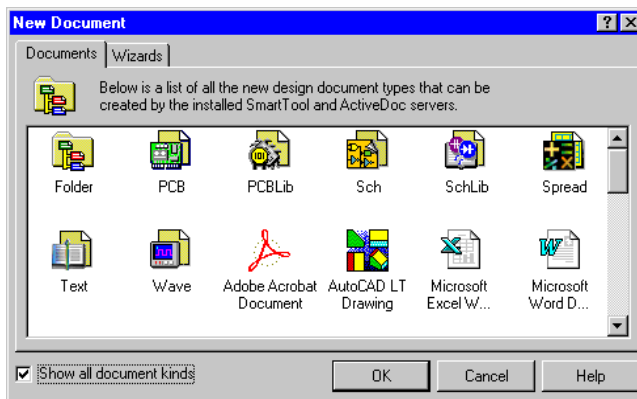 New Document
Documents
Wizards
Below is a list of all the new design document types that can be
created by the installed SmartTool and ActiveDoc servers.
Folder
PCB
PCBLib
Sch
SchLib
Spread
Text
Wave
Adobe Acrobat
Document
AutoCAD LT
Drawing
Microsoft
Excel W...
Microsoft
Word D...
Show all document kinds
OK
Cancel
Help